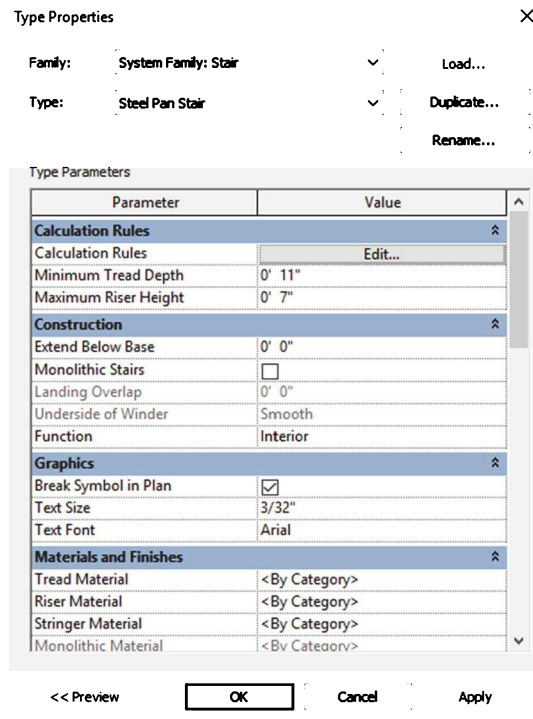 Type Properties
Family: System Family: Stair Load...
Type: Steel Pan Stair Duplicate...
Rename...
Type Parameters
Parameter Value
Calculation Rules
Calculation Rules Edit...
Minimum Tread Depth 0' 11"
Maximum Riser Height 0' 7"
Construction
Extend Below Base 0' 0"
Monolithic Stairs
Landing Overlap 0' 0"
Underside of Winder Smooth
Function Interior
Graphics
Break Symbol in Plan
Text Size 3/32"
Text Font Arial
Materials and Finishes
Tread Material <By Category>
Riser Material <By Category>
Stringer Material <By Category>
Monolithic Material <By Category>
<< Preview OK Cancel Apply